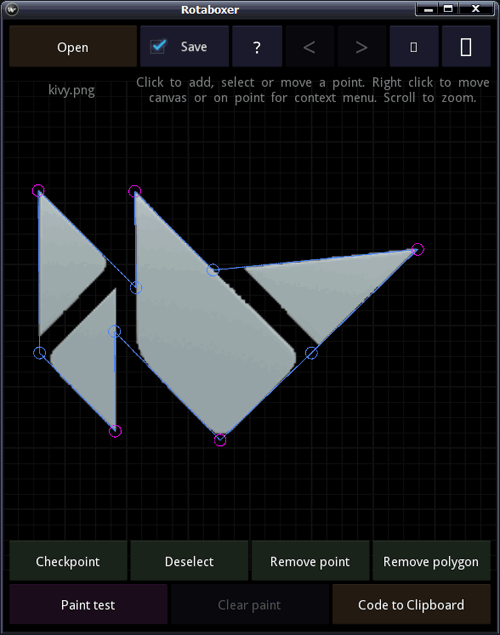 Rotaboxer
Open
Save
?
<
>
kivy.png
Click to add, select or move a point. Right click to move
canvas or on point for context menu. Scroll to zoom.
Checkpoint
Deselect
Remove point
Remove polygon
Paint test
Clear paint
Code to Clipboard